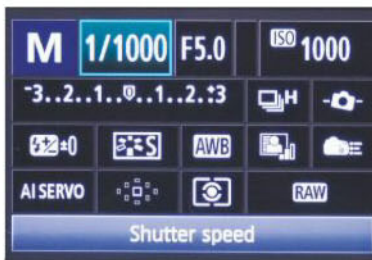 M 1/1000 F5.0 ISO 1000
-3..2..1..0..1..2..+3 H
±0 S AWB
AI SERVO RAW
Shutter speed